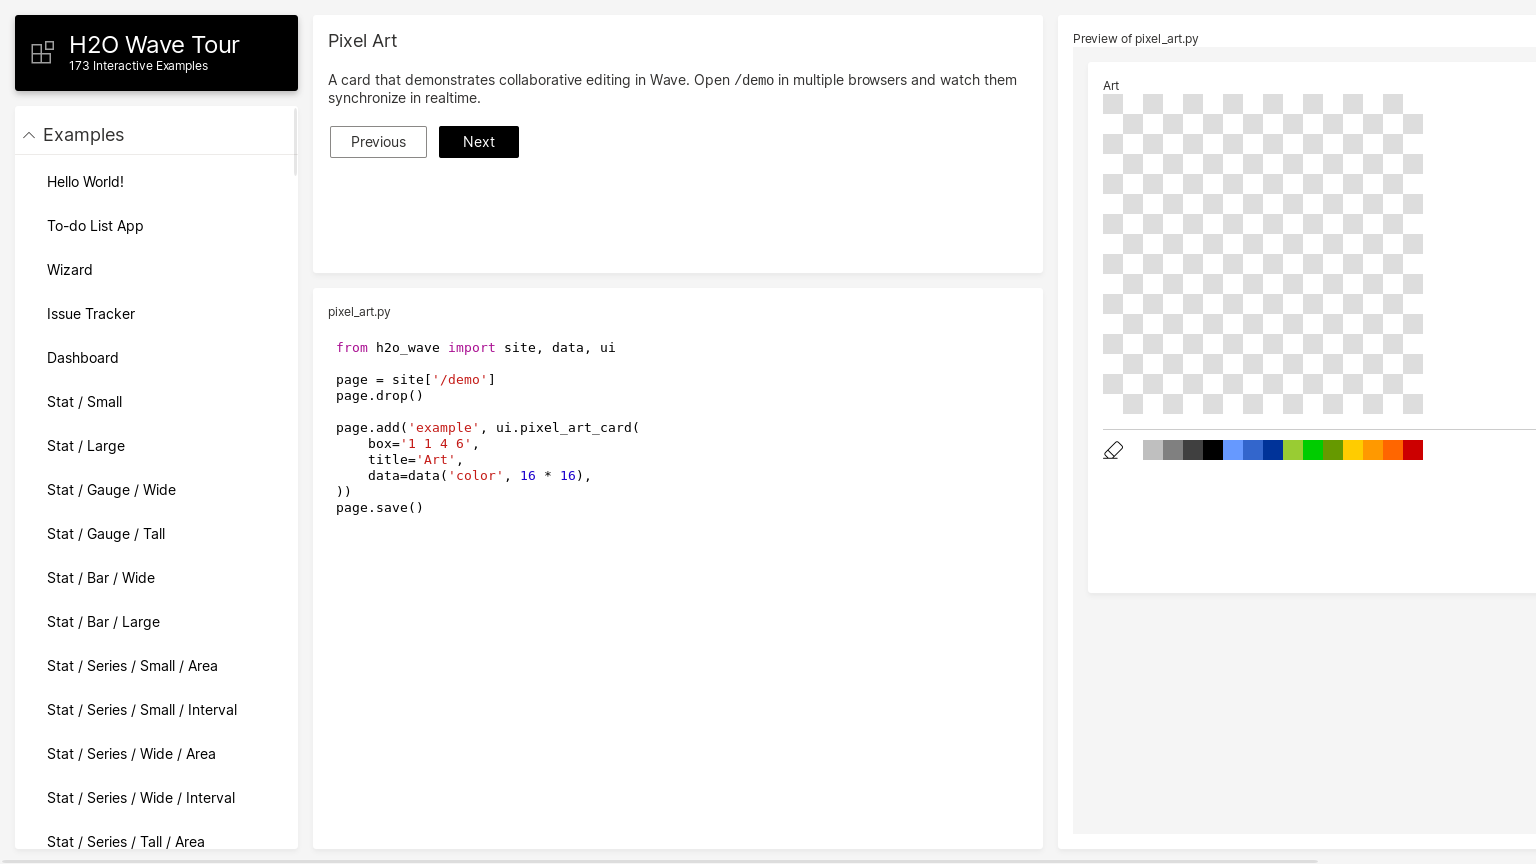 H2O Wave Tour
173 Interactive Examples
Examples
Hello World!
To-do List App
Wizard
Issue Tracker
Dashboard
Stat / Small
Stat / Large
Stat / Gauge / Wide
Stat / Gauge / Tall
Stat / Bar / Wide
Stat / Bar / Large
Stat / Series / Small / Area
Stat / Series / Small / Interval
Stat / Series / Wide / Area
Stat / Series / Wide / Interval
Stat / Series / Tall / Area
Pixel Art
A card that demonstrates collaborative editing in Wave. Open /demo in multiple browsers and watch them
synchronize in realtime.
Previous
Next
pixel_art.py
from h2o_wave import site, data, ui
page = site['/demo']
page.drop()
page.add('example', ui.pixel_art_card(
    box='1 1 4 6',
    title='Art',
    data=data('color', 16 * 16),
))
page.save()
Preview of pixel_art.py
Art